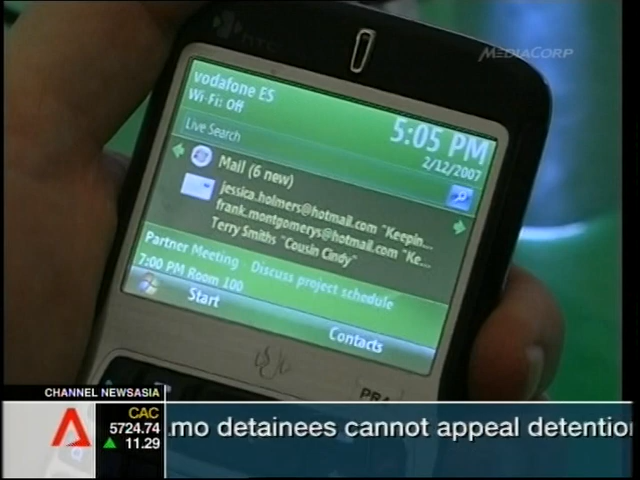 MEDIACORP
vodafone ES
Wi-Fi: Off
5:05 PM
2/12/2007
Live Search
Mail (6 new)
jessica.holmers@hotmail.com "Keepin...
frank.montgomerys@hotmail.com "Ke...
Terry Smiths "Cousin Cindy"
Partner Meeting - Discuss project schedule
7:00 PM Room 100
Start
Contacts
CHANNEL NEWSASIA
CAC
5724.74
▲ 11.29
.mo detainees cannot appeal detention